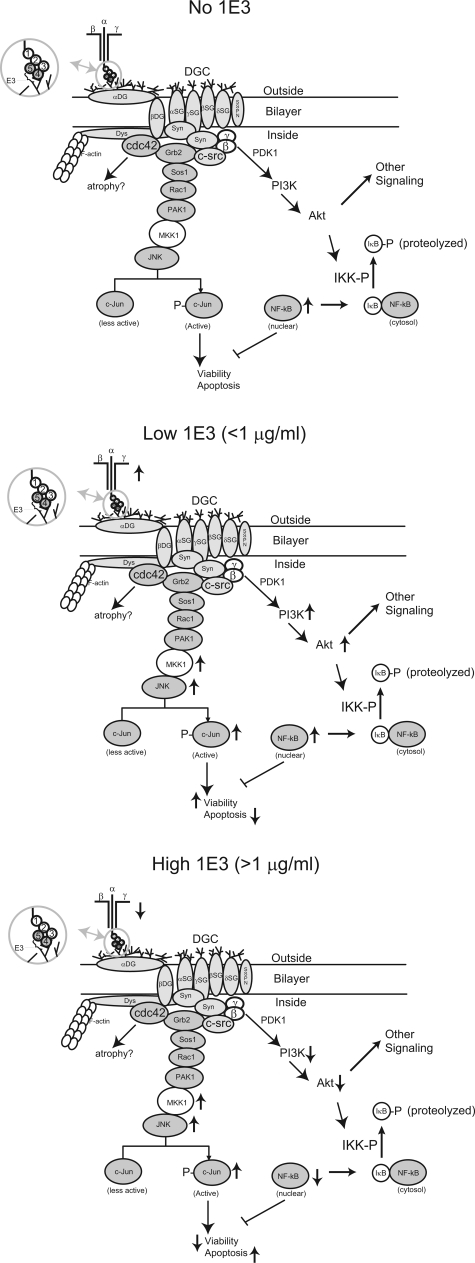 No 1E3
α
β γ
1
2
3
5 4
E3
DGC
αDG
Outside
Bilayer
Inside
βDG
αSG
γSG
βSG
δSG
Syn
Syn
γ
β
Dys
F-actin
cdc42
Grb2
c-src
PDK1
atrophy?
Sos1
Rac1
PAK1
MKK1
JNK
PI3K
Akt
Other
Signaling
IκB-P (proteolyzed)
IKK-P
c-Jun
P- c-Jun
NF-kB
IκB NF-kB
(less active)
(Active)
(nuclear)
(cytosol)
Viability
Apoptosis
Low 1E3 (<1 μg/ml)
α
β γ
1
2
3
5 4
E3
DGC
αDG
Outside
Bilayer
Inside
βDG
αSG
γSG
βSG
δSG
Syn
Syn
γ
β
Dys
F-actin
cdc42
Grb2
c-src
PDK1
atrophy?
Sos1
Rac1
PAK1
MKK1
JNK
PI3K
Akt
Other
Signaling
IκB-P (proteolyzed)
IKK-P
c-Jun
P- c-Jun
NF-kB
IκB NF-kB
(less active)
(Active)
(nuclear)
(cytosol)
Viability
Apoptosis
High 1E3 (>1 μg/ml)
α
β γ
1
2
3
5 4
E3
DGC
αDG
Outside
Bilayer
Inside
βDG
αSG
γSG
βSG
δSG
Syn
Syn
γ
β
Dys
F-actin
cdc42
Grb2
c-src
PDK1
atrophy?
Sos1
Rac1
PAK1
MKK1
JNK
PI3K
Akt
Other
Signaling
IκB-P (proteolyzed)
IKK-P
c-Jun
P- c-Jun
NF-kB
IκB NF-kB
(less active)
(Active)
(nuclear)
(cytosol)
Viability
Apoptosis